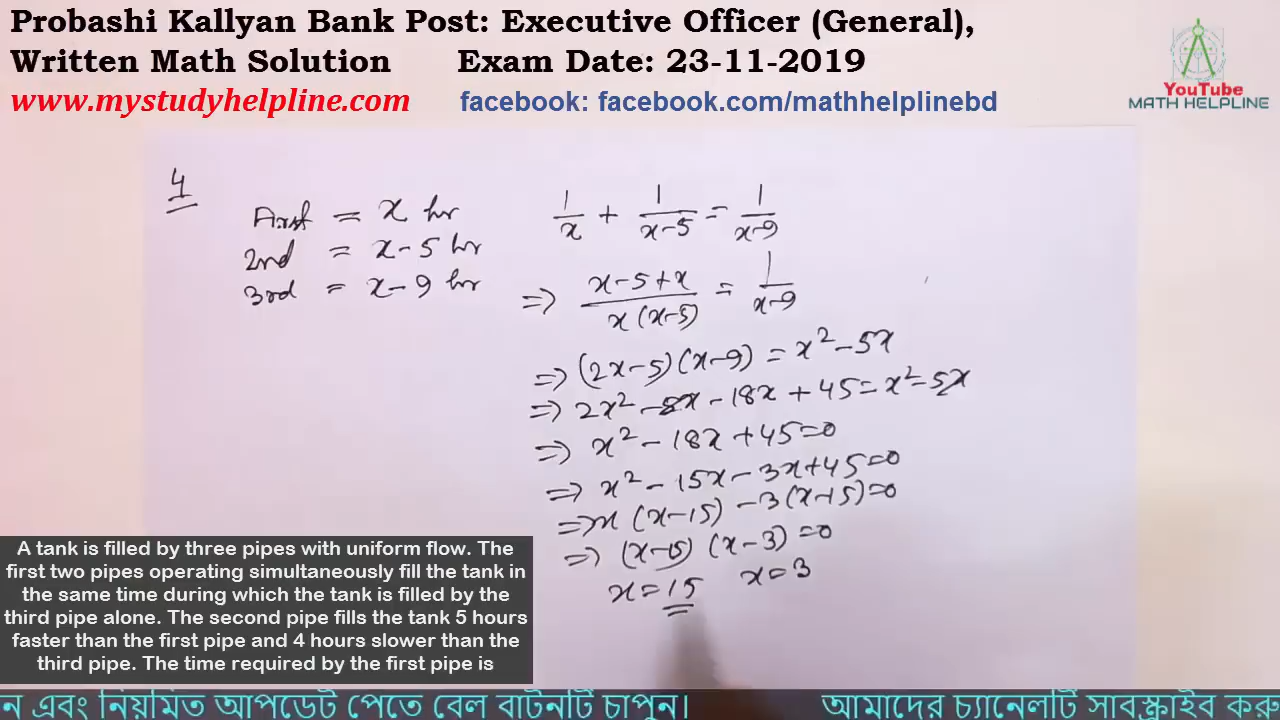 Probashi Kallyan Bank Post: Executive Officer (General),
Written Math Solution Exam Date: 23-11-2019
www.mystudyhelpline.com facebook: facebook.com/mathhelplinebd
YouTube
MATH HELPLINE
4
First = x hr
2nd = x-5 hr
3rd = x-9 hr
1/x + 1/(x-5) = 1/(x-9)
=> (x-5+x)/(x(x-5)) = 1/(x-9)
=> (2x-5)(x-9) = x² - 5x
=> 2x² - 5x - 18x + 45 = x² - 5x
=> x² - 18x + 45 = 0
=> x² - 15x - 3x + 45 = 0
=> x(x-15) - 3(x-15) = 0
=> (x-15)(x-3) = 0
x = 15 x = 3
A tank is filled by three pipes with uniform flow. The
first two pipes operating simultaneously fill the tank in
the same time during which the tank is filled by the
third pipe alone. The second pipe fills the tank 5 hours
faster than the first pipe and 4 hours slower than the
third pipe. The time required by the first pipe is
ন এবং নিয়মিত আপডেট পেতে বেল বাটনটি চাপুন। আমাদের চ্যানেলটি সাবস্ক্রাইব করু